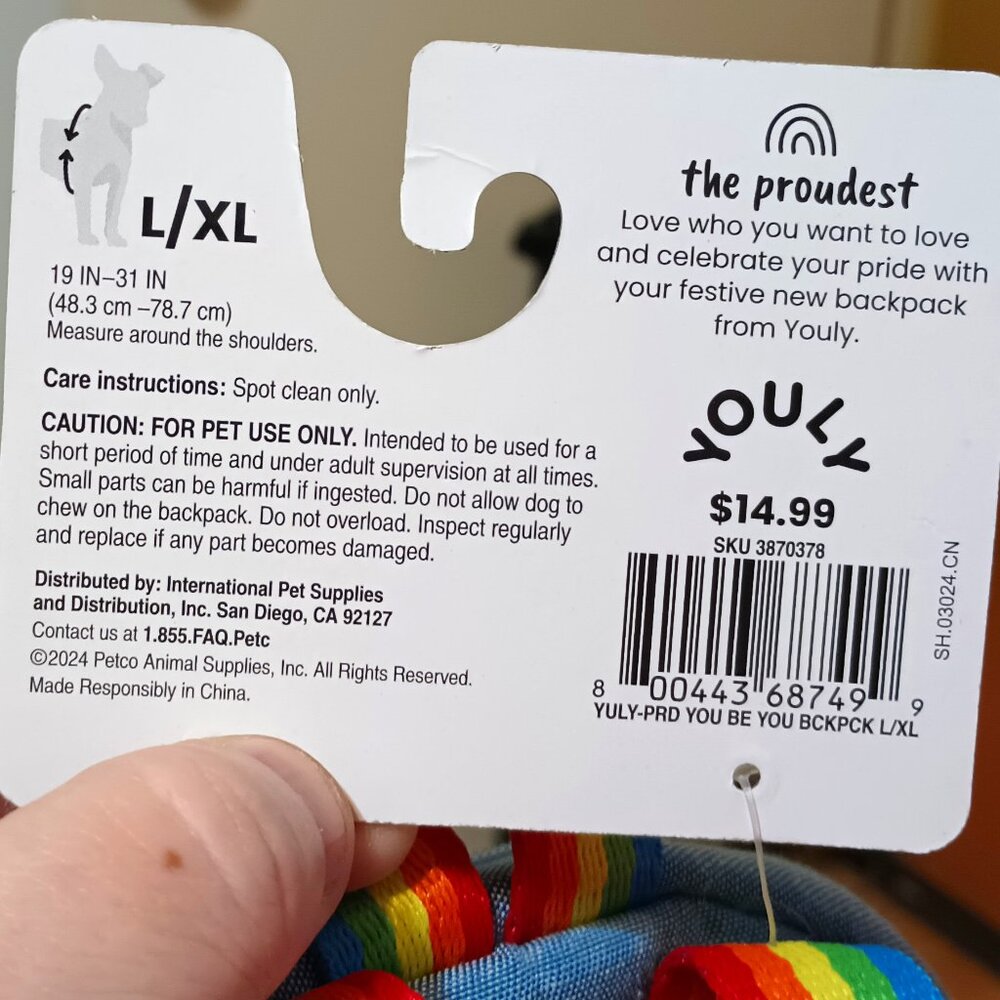 L/XL
19 IN–31 IN
(48.3 cm –78.7 cm)
Measure around the shoulders.
Care instructions: Spot clean only.
CAUTION: FOR PET USE ONLY. Intended to be used for a
short period of time and under adult supervision at all times.
Small parts can be harmful if ingested. Do not allow dog to
chew on the backpack. Do not overload. Inspect regularly
and replace if any part becomes damaged.
Distributed by: International Pet Supplies
and Distribution, Inc. San Diego, CA 92127
Contact us at 1.855.FAQ.Petc
©2024 Petco Animal Supplies, Inc. All Rights Reserved.
Made Responsibly in China.
the proudest
Love who you want to love
and celebrate your pride with
your festive new backpack
from Youly.
YOULY
$14.99
SKU 3870378
8 00443 68749 9
YULY-PRD YOU BE YOU BCKPCK L/XL
SH.03024.CN